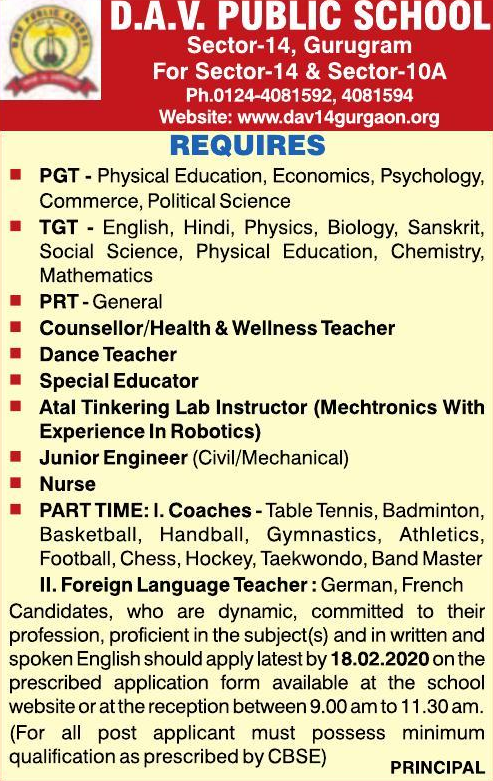 D.A.V. PUBLIC SCHOOL
Sector-14, Gurugram
For Sector-14 & Sector-10A
Ph.0124-4081592, 4081594
Website: www.dav14gurgaon.org
REQUIRES
■ PGT - Physical Education, Economics, Psychology,
Commerce, Political Science
■ TGT - English, Hindi, Physics, Biology, Sanskrit,
Social Science, Physical Education, Chemistry,
Mathematics
■ PRT - General
■ Counsellor/Health & Wellness Teacher
■ Dance Teacher
■ Special Educator
■ Atal Tinkering Lab Instructor (Mechtronics With
Experience In Robotics)
■ Junior Engineer (Civil/Mechanical)
■ Nurse
■ PART TIME: I. Coaches - Table Tennis, Badminton,
Basketball, Handball, Gymnastics, Athletics,
Football, Chess, Hockey, Taekwondo, Band Master
II. Foreign Language Teacher : German, French
Candidates, who are dynamic, committed to their
profession, proficient in the subject(s) and in written and
spoken English should apply latest by 18.02.2020 on the
prescribed application form available at the school
website or at the reception between 9.00 am to 11.30 am.
(For all post applicant must possess minimum
qualification as prescribed by CBSE)
PRINCIPAL